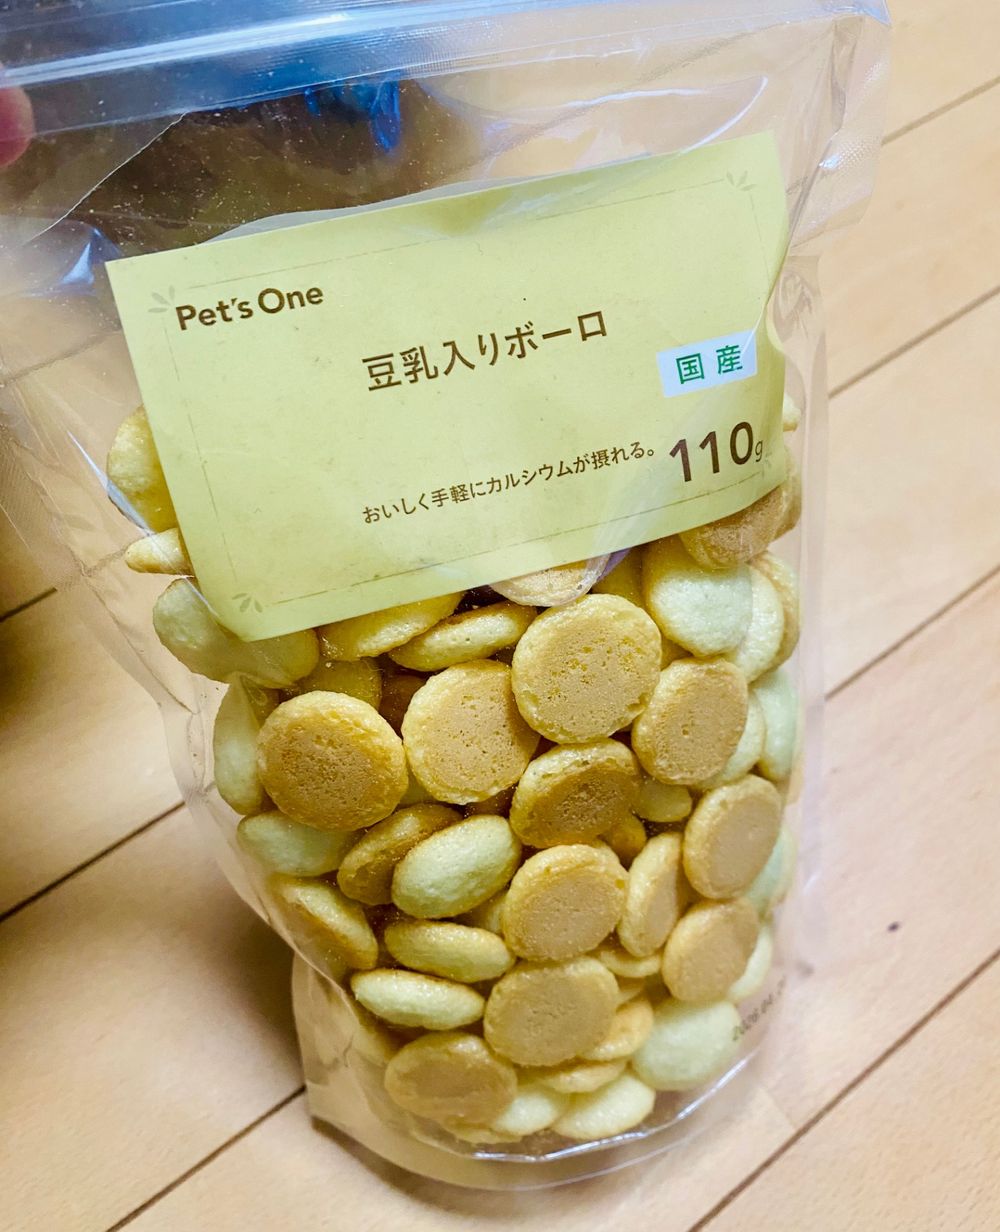 Pet's One
豆乳入りボーロ
国産
おいしく手軽にカルシウムが摂れる。
110g